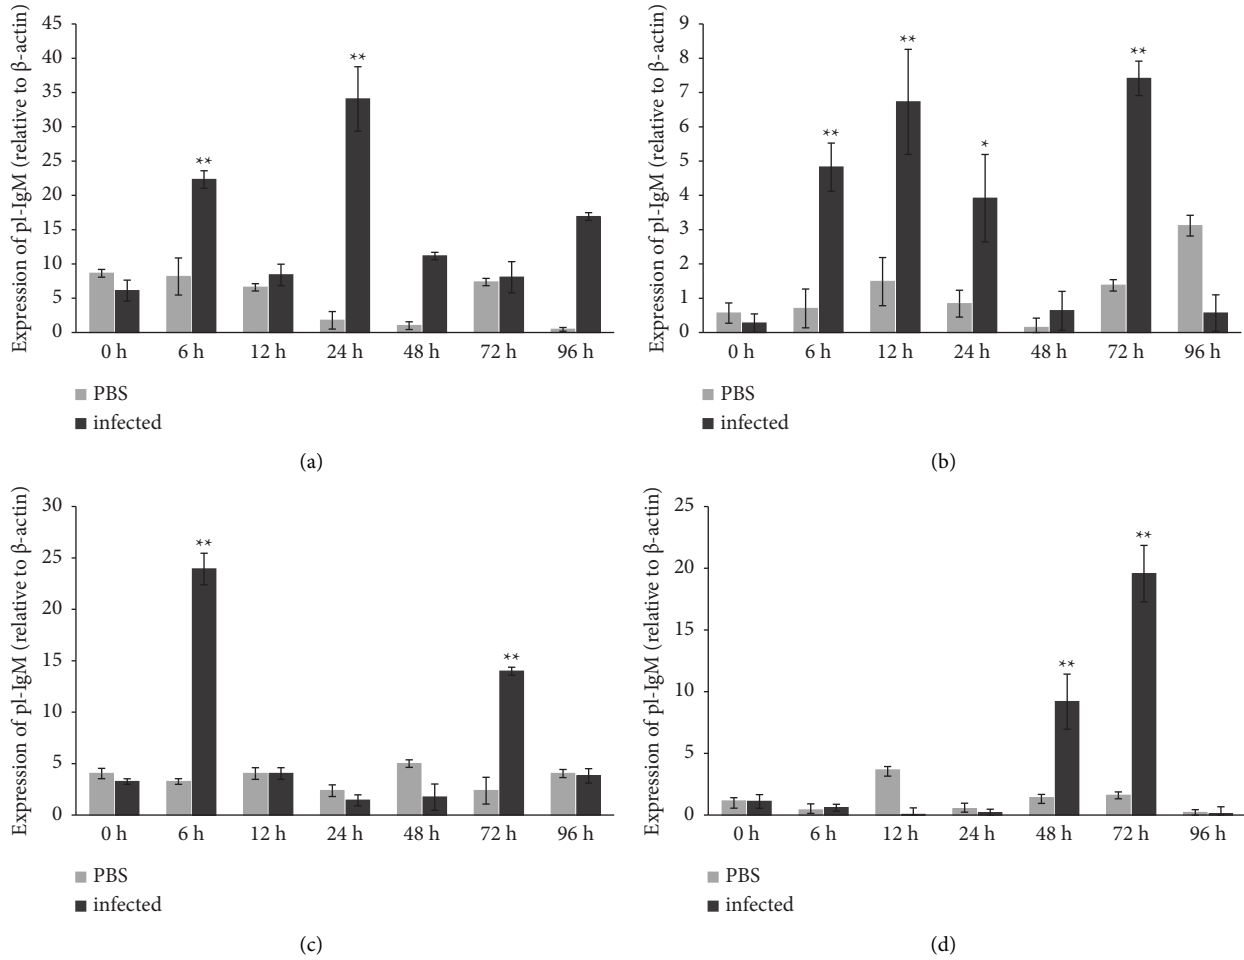 Expression of pl-IgM (relative to β-actin)
45
40
35
30
25
20
15
10
5
0
**
**
0 h 6 h 12 h 24 h 48 h 72 h 96 h
PBS
infected
(a)
Expression of pl-IgM (relative to β-actin)
9
8
7
6
5
4
3
2
1
0
**
**
*
**
0 h 6 h 12 h 24 h 48 h 72 h 96 h
PBS
infected
(b)
Expression of pl-IgM (relative to β-actin)
30
25
20
15
10
5
0
**
**
0 h 6 h 12 h 24 h 48 h 72 h 96 h
PBS
infected
(c)
Expression of pl-IgM (relative to β-actin)
25
20
15
10
5
0
**
**
0 h 6 h 12 h 24 h 48 h 72 h 96 h
PBS
infected
(d)